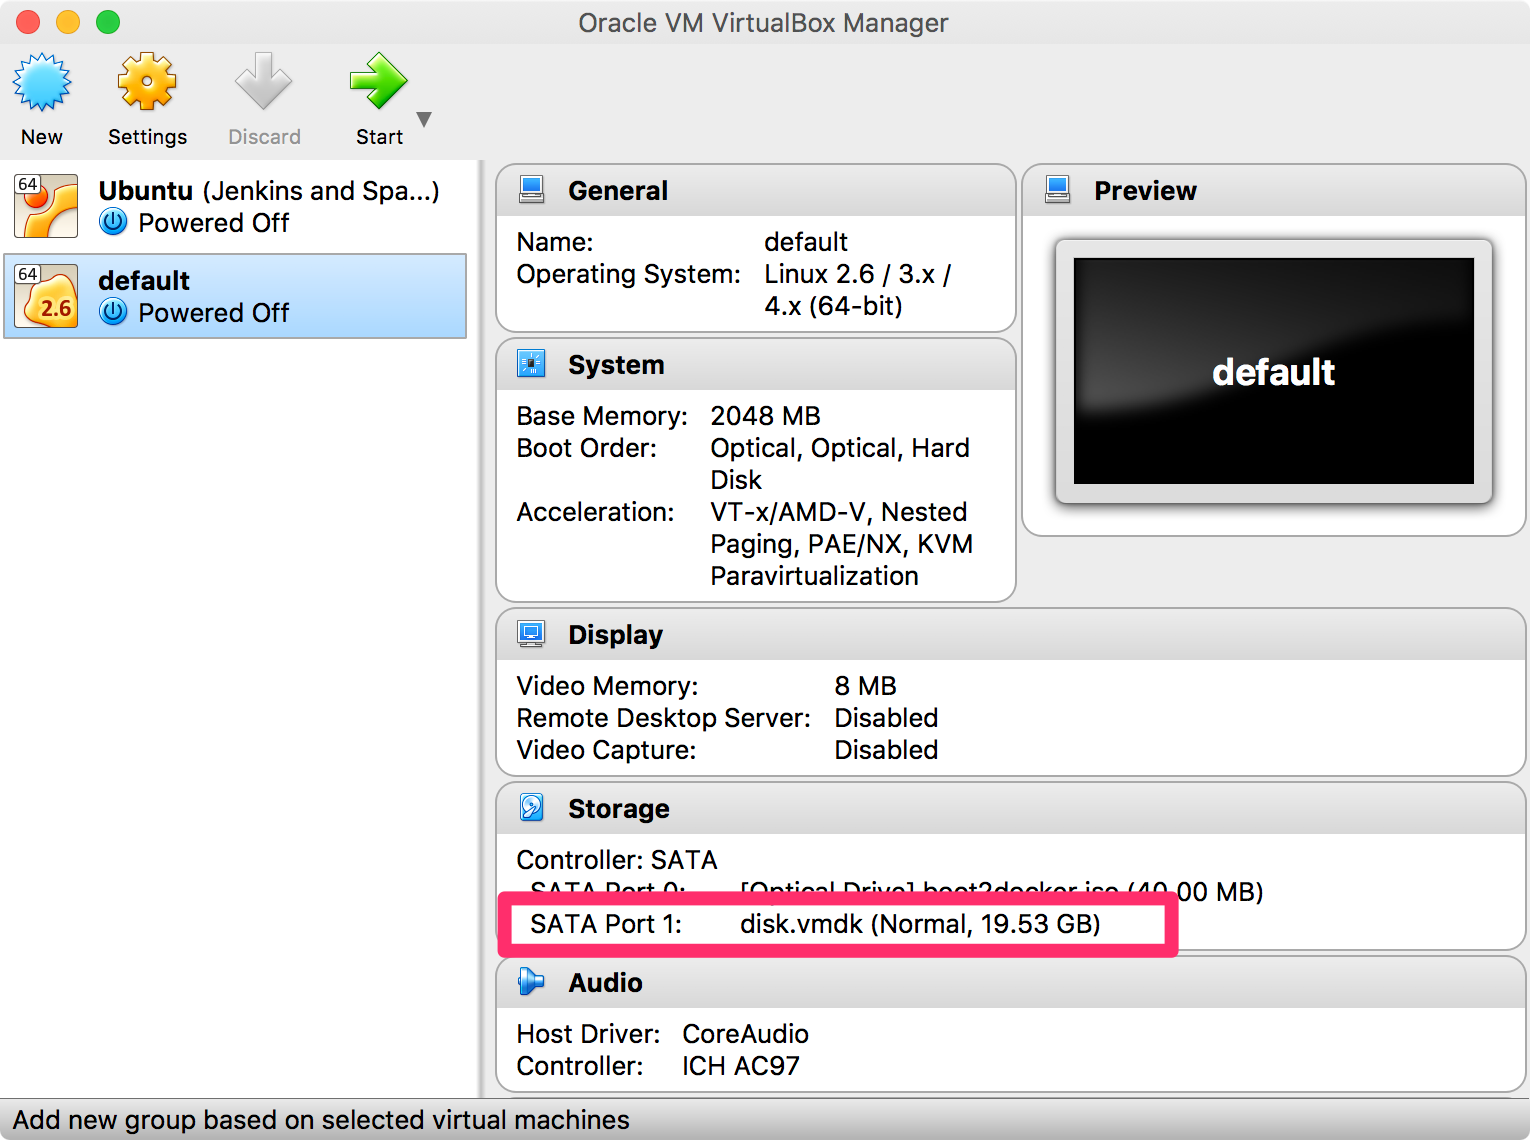 Oracle VM VirtualBox Manager
New Settings Discard Start
64 Ubuntu (Jenkins and Spa...)
Powered Off
64 default
2.6 Powered Off
General
Name: default
Operating System: Linux 2.6 / 3.x /
4.x (64-bit)
Preview
default
System
Base Memory: 2048 MB
Boot Order: Optical, Optical, Hard
Disk
Acceleration: VT-x/AMD-V, Nested
Paging, PAE/NX, KVM
Paravirtualization
Display
Video Memory: 8 MB
Remote Desktop Server: Disabled
Video Capture: Disabled
Storage
Controller: SATA
SATA Port 0: [Optical Drive] boot2docker.iso (40.00 MB)
SATA Port 1: disk.vmdk (Normal, 19.53 GB)
Audio
Host Driver: CoreAudio
Controller: ICH AC97
Add new group based on selected virtual machines